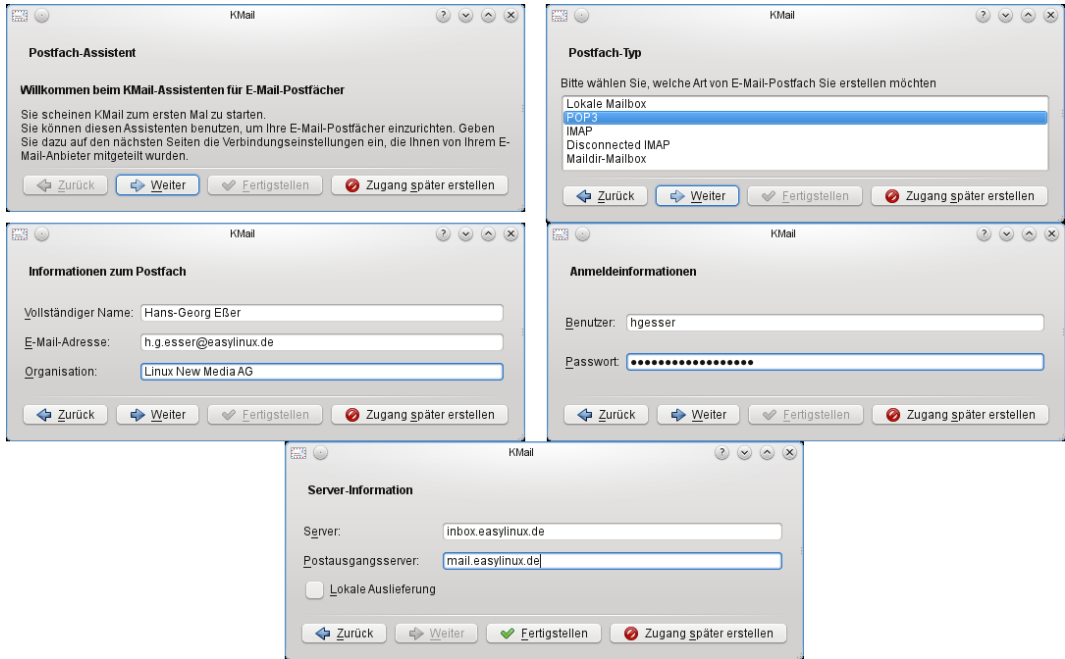 KMail
Postfach-Assistent
Willkommen beim KMail-Assistenten für E-Mail-Postfächer
Sie scheinen KMail zum ersten Mal zu starten.
Sie können diesen Assistenten benutzen, um Ihre E-Mail-Postfächer einzurichten. Geben
Sie dazu auf den nächsten Seiten die Verbindungseinstellungen ein, die Ihnen von Ihrem E-
Mail-Anbieter mitgeteilt wurden.
Zurück Weiter Fertigstellen Zugang später erstellen
KMail
Postfach-Typ
Bitte wählen Sie, welche Art von E-Mail-Postfach Sie erstellen möchten
Lokale Mailbox
POP3
IMAP
Disconnected IMAP
Maildir-Mailbox
Zurück Weiter Fertigstellen Zugang später erstellen
KMail
Informationen zum Postfach
Vollständiger Name: Hans-Georg Eßer
E-Mail-Adresse: h.g.esser@easylinux.de
Organisation: Linux New Media AG
Zurück Weiter Fertigstellen Zugang später erstellen
KMail
Anmeldeinformationen
Benutzer: hgesser
Passwort: ●●●●●●●●●●●●●●●●●●
Zurück Weiter Fertigstellen Zugang später erstellen
KMail
Server-Information
Server: inbox.easylinux.de
Postausgangsserver: mail.easylinux.de
Lokale Auslieferung
Zurück Weiter Fertigstellen Zugang später erstellen